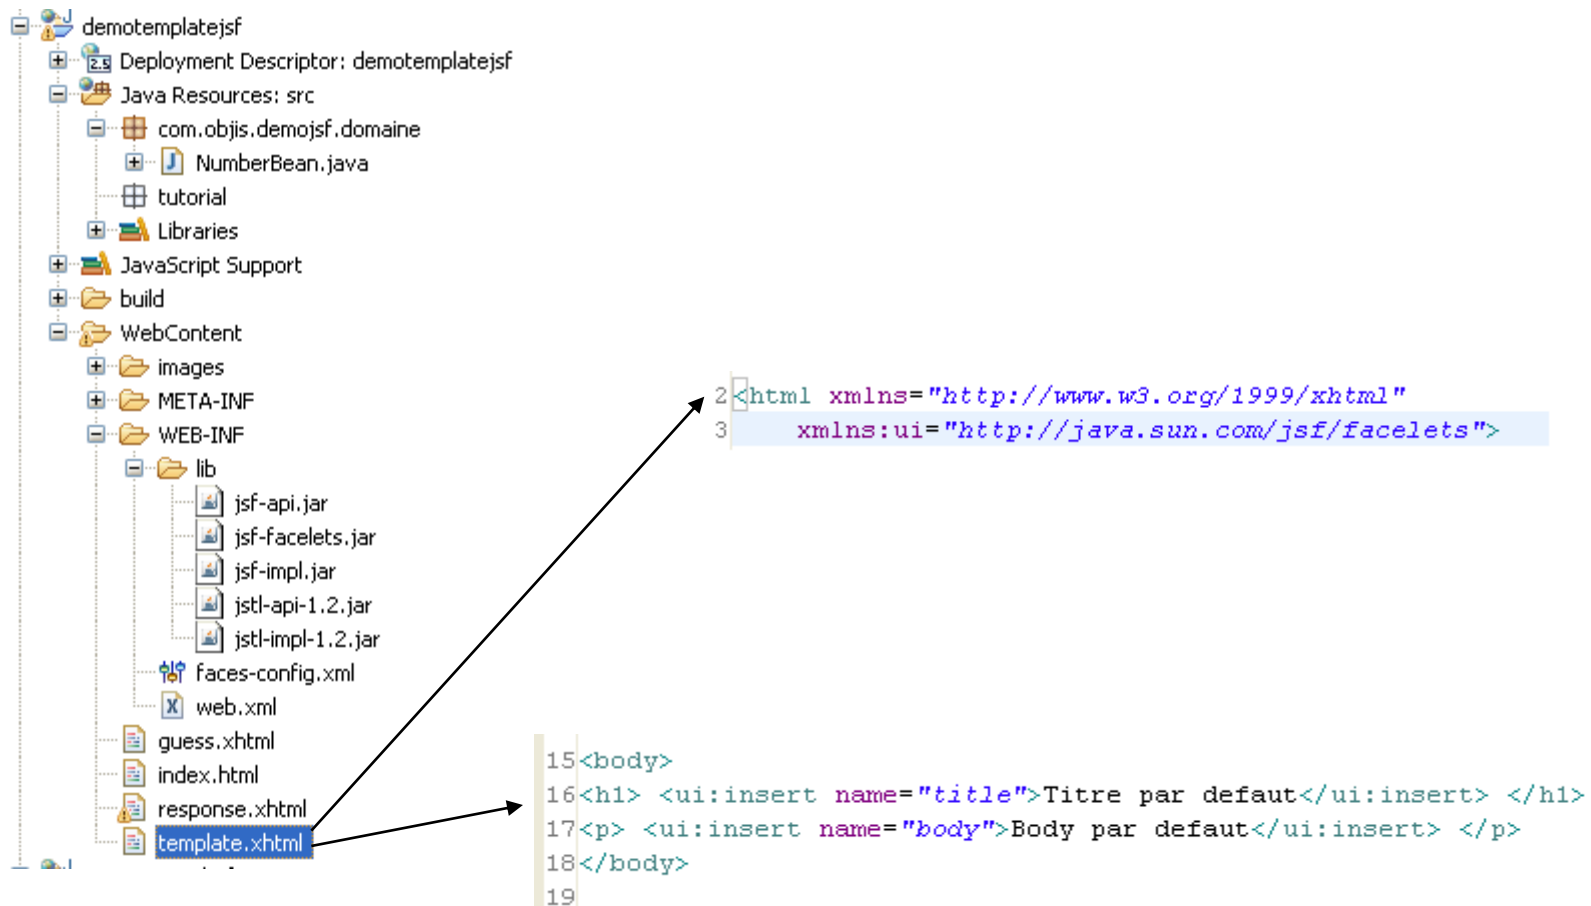 demotemplatejsf
Deployment Descriptor: demotemplatejsf
Java Resources: src
com.objis.demojsf.domaine
NumberBean.java
tutorial
Libraries
JavaScript Support
build
WebContent
images
META-INF
WEB-INF
lib
jsf-api.jar
jsf-facelets.jar
jsf-impl.jar
jstl-api-1.2.jar
jstl-impl-1.2.jar
faces-config.xml
web.xml
guess.xhtml
index.html
response.xhtml
template.xhtml
2<html xmlns="http://www.w3.org/1999/xhtml"
3 xmlns:ui="http://java.sun.com/jsf/facelets">
15<body>
16<h1> <ui:insert name="title">Titre par defaut</ui:insert> </h1>
17<p> <ui:insert name="body">Body par defaut</ui:insert> </p>
18</body>
19